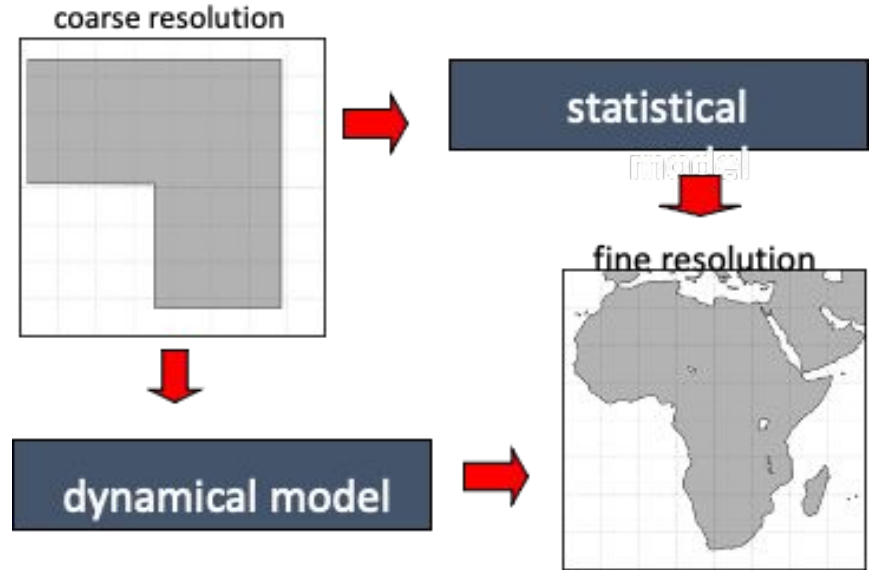 coarse resolution
statistical
model
fine resolution
dynamical model